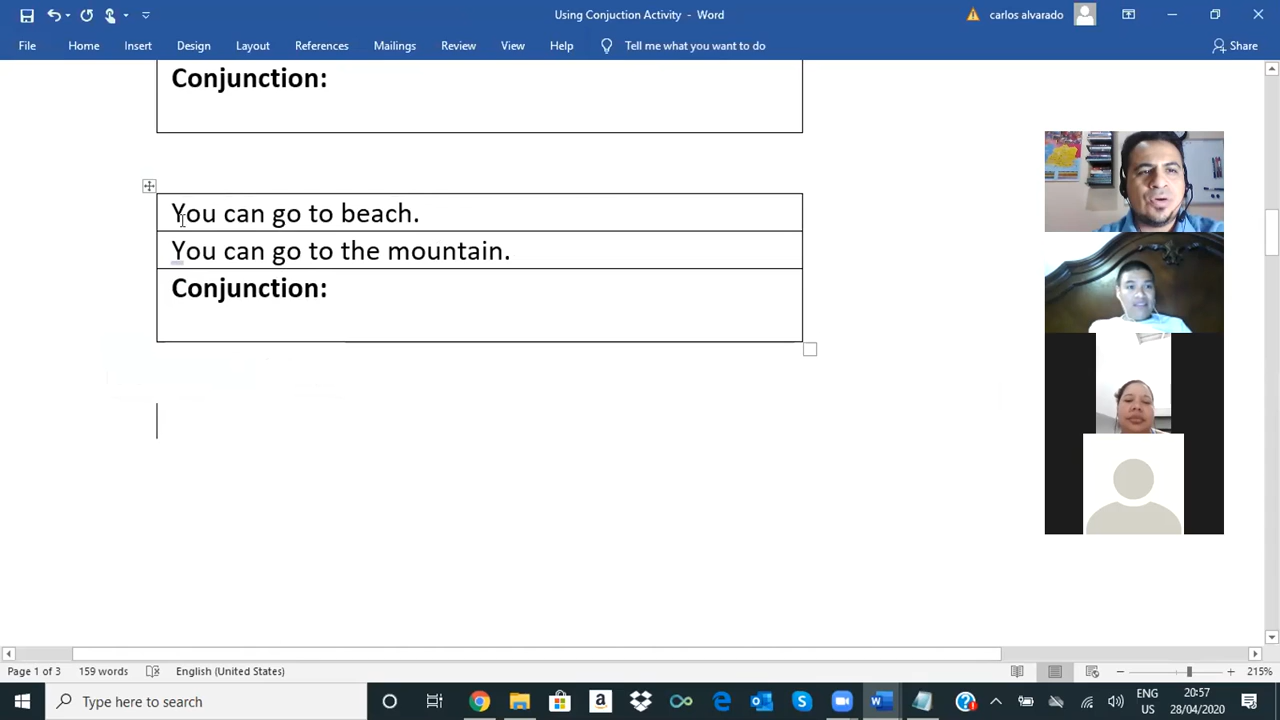 Using Conjuction Activity - Word
carlos alvarado
File Home Insert Design Layout References Mailings Review View Help Tell me what you want to do Share
Conjunction:
You can go to beach.
You can go to the mountain.
Conjunction:
Page 1 of 3 159 words English (United States) 215%
Type here to search
ENG 20:57
US 28/04/2020